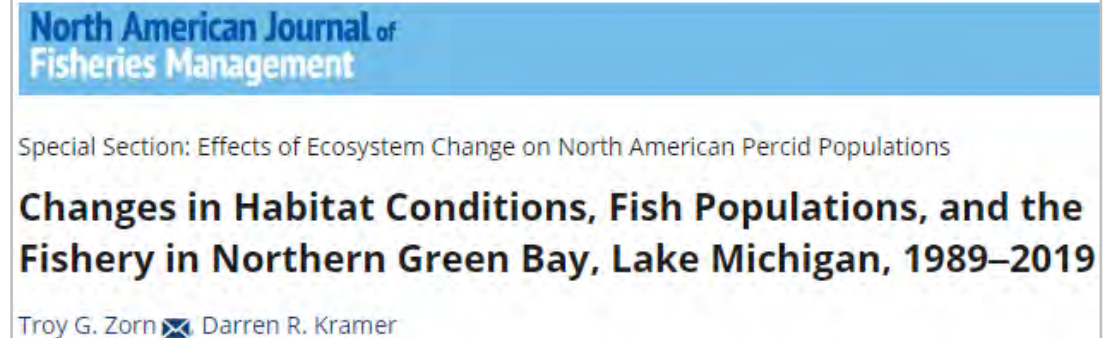 North American Journal of
Fisheries Management
Special Section: Effects of Ecosystem Change on North American Percid Populations
Changes in Habitat Conditions, Fish Populations, and the
Fishery in Northern Green Bay, Lake Michigan, 1989–2019
Troy G. Zorn, Darren R. Kramer